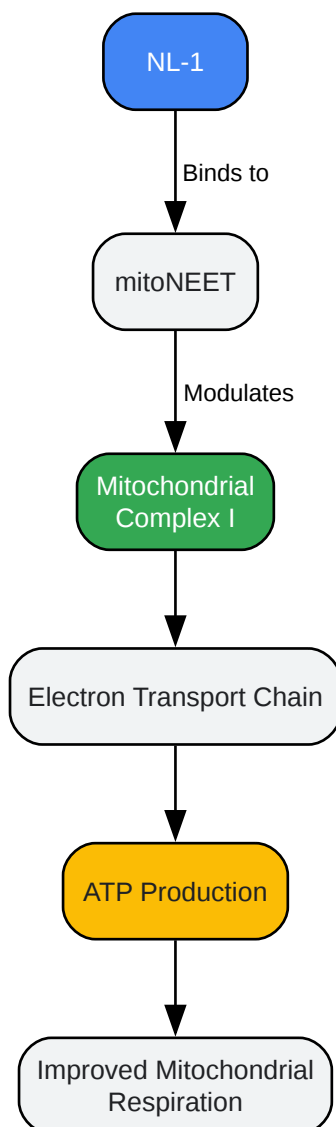 NL-1
Binds to
mitoNEET
Modulates
Mitochondrial
Complex I
Electron Transport Chain
ATP Production
Improved Mitochondrial
Respiration